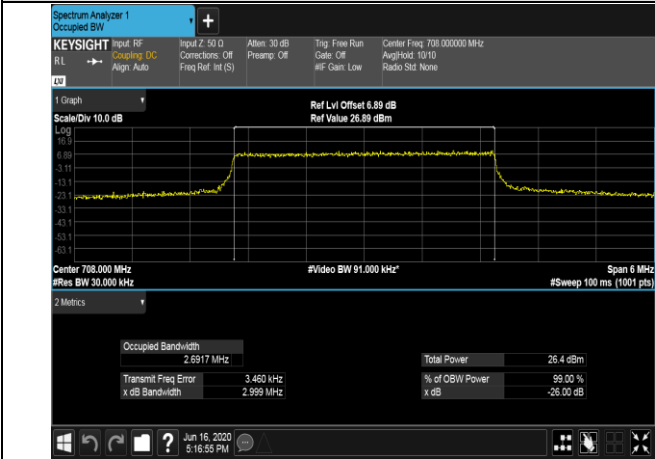 Spectrum Analyzer 1
Occupied BW
KEYSIGHT Input: RF Input Z: 50 Ω Atten: 30 dB Trig: Free Run Center Freq: 708.000000 MHz
RL Coupling: DC Corrections: Off Preamp: Off Gate: Off Avg|Hold: 10/10
Align: Auto Freq Ref: Int (S) #IF Gain: Low Radio Std: None
LXI
1 Graph Ref Lvl Offset 6.89 dB
Scale/Div 10.0 dB Ref Value 26.89 dBm
Log
16.9
6.89
-3.11
-13.1
-23.1
-33.1
-43.1
-53.1
-63.1
Center 708.000 MHz #Video BW 91.000 kHz* Span 6 MHz
#Res BW 30.000 kHz #Sweep 100 ms (1001 pts)
2 Metrics
Occupied Bandwidth
2.6917 MHz Total Power 26.4 dBm
Transmit Freq Error 3.460 kHz % of OBW Power 99.00 %
x dB Bandwidth 2.999 MHz x dB -26.00 dB
? Jun 16, 2020
5:16:55 PM